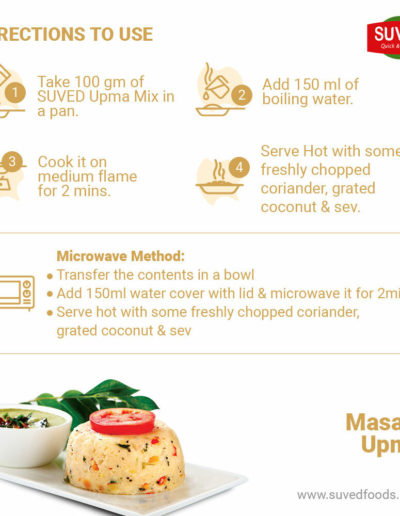 RECTIONS TO USE
SUVE
Quick &
1
Take 100 gm of
SUVED Upma Mix in
a pan.
2
Add 150 ml of
boiling water.
3
Cook it on
medium flame
for 2 mins.
4
Serve Hot with some
freshly chopped
coriander, grated
coconut & sev.
Microwave Method:
• Transfer the contents in a bowl
• Add 150ml water cover with lid & microwave it for 2mi
• Serve hot with some freshly chopped coriander,
grated coconut & sev
Masa
Upm
www.suvedfoods.